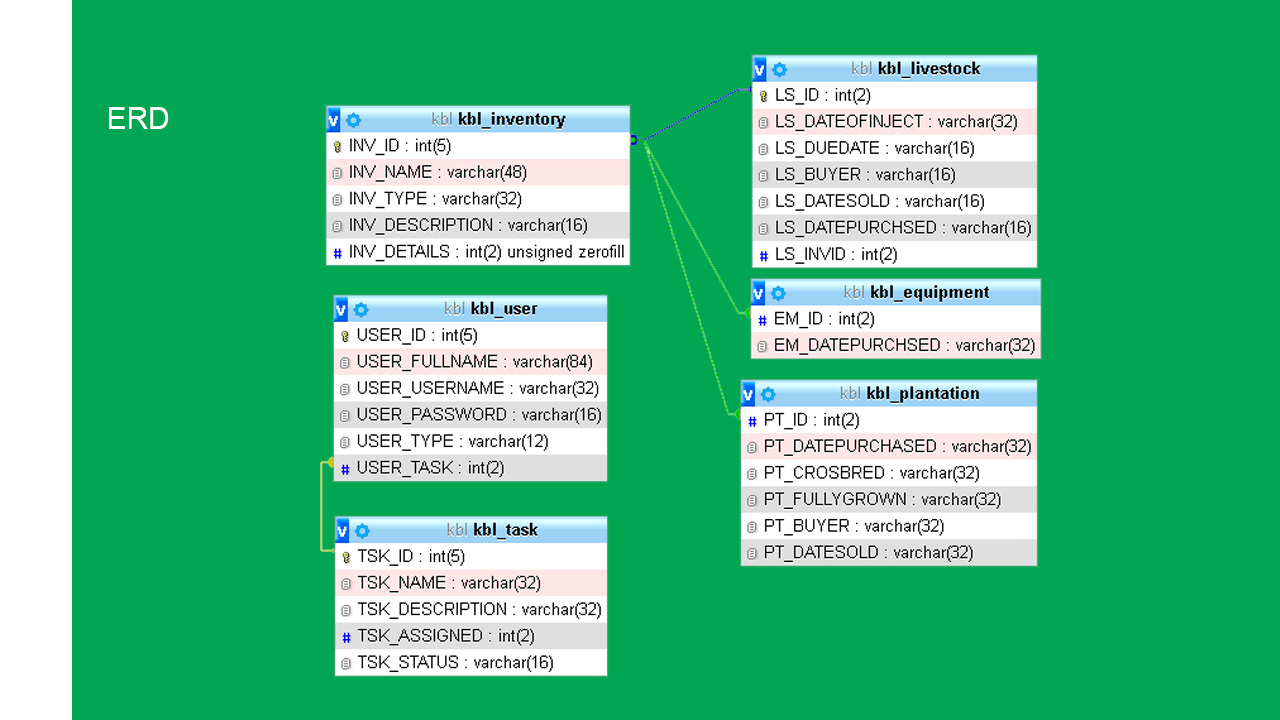 ERD
kbl kbl_inventory
INV_ID : int(5)
INV_NAME : varchar(48)
INV_TYPE : varchar(32)
INV_DESCRIPTION : varchar(16)
# INV_DETAILS : int(2) unsigned zerofill
kbl kbl_user
USER_ID : int(5)
USER_FULLNAME : varchar(84)
USER_USERNAME : varchar(32)
USER_PASSWORD : varchar(16)
USER_TYPE : varchar(12)
# USER_TASK : int(2)
kbl kbl_task
TSK_ID : int(5)
TSK_NAME : varchar(32)
TSK_DESCRIPTION : varchar(32)
# TSK_ASSIGNED : int(2)
TSK_STATUS : varchar(16)
v kbl kbl_livestock
LS_ID : int(2)
LS_DATEOFINJECT : varchar(32)
LS_DUEDATE : varchar(16)
LS_BUYER : varchar(16)
LS_DATESOLD : varchar(16)
LS_DATEPURCHSED : varchar(16)
# LS_INVID : int(2)
kbl kbl_equipment
# EM_ID : int(2)
EM_DATEPURCHSED : varchar(32)
kbl kbl_plantation
# PT_ID : int(2)
PT_DATEPURCHASED : varchar(32)
PT_CROSBRED : varchar(32)
PT_FULLYGROWN : varchar(32)
PT_BUYER : varchar(32)
PT_DATESOLD : varchar(32)